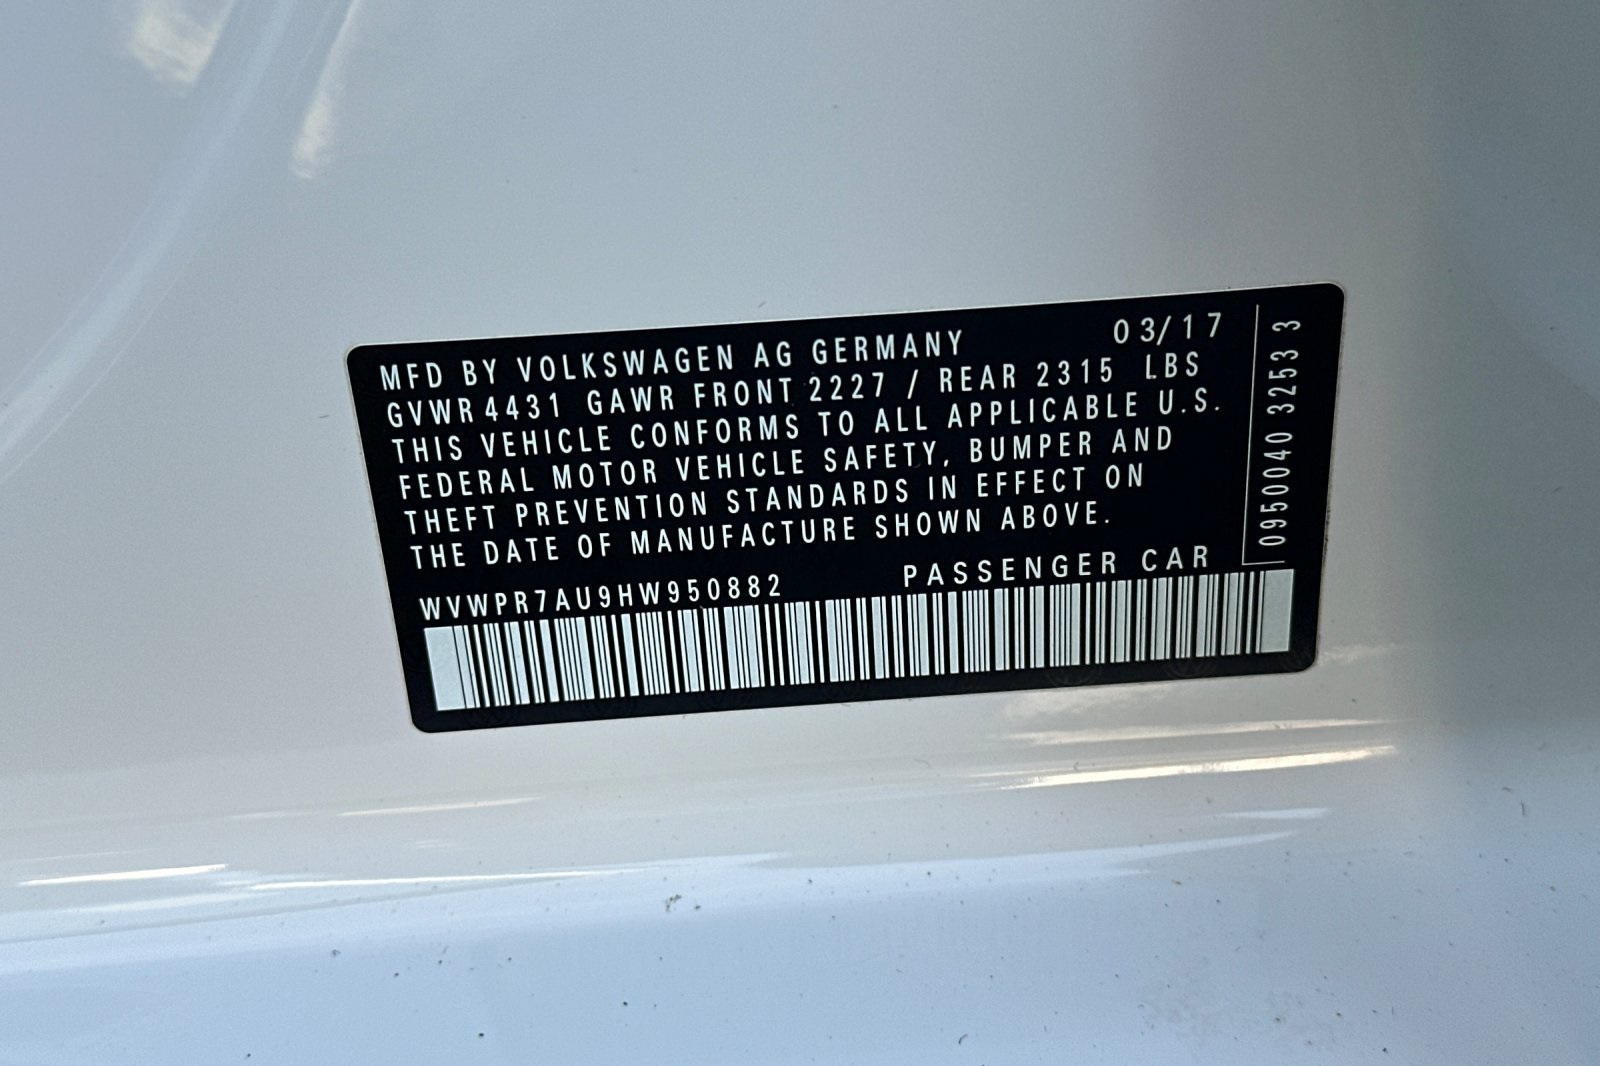 MFD BY VOLKSWAGEN AG GERMANY 03/17
GVWR 4431 GAWR FRONT 2227 / REAR 2315 LBS
THIS VEHICLE CONFORMS TO ALL APPLICABLE U.S.
FEDERAL MOTOR VEHICLE SAFETY, BUMPER AND
THEFT PREVENTION STANDARDS IN EFFECT ON
THE DATE OF MANUFACTURE SHOWN ABOVE.
WVWPR7AU9HW950882 PASSENGER CAR
0950040 3253 3